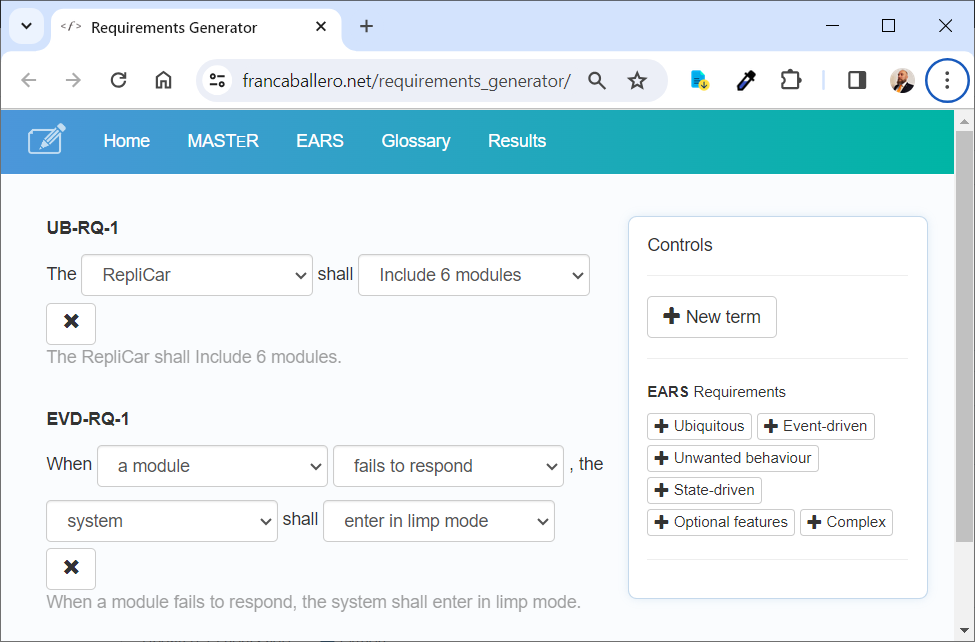 </> Requirements Generator
francaballero.net/requirements_generator/
Home MASTER EARS Glossary Results
UB-RQ-1
The RepliCar shall Include 6 modules
The RepliCar shall Include 6 modules.
EVD-RQ-1
When a module fails to respond , the
system shall enter in limp mode
When a module fails to respond, the system shall enter in limp mode.
Controls
New term
EARS Requirements
Ubiquitous Event-driven
Unwanted behaviour
State-driven
Optional features Complex